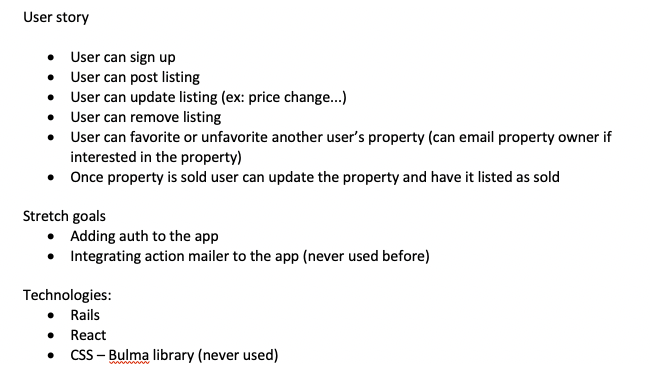 User story
• User can sign up
• User can post listing
• User can update listing (ex: price change...)
• User can remove listing
• User can favorite or unfavorite another user's property (can email property owner if
interested in the property)
• Once property is sold user can update the property and have it listed as sold
Stretch goals
• Adding auth to the app
• Integrating action mailer to the app (never used before)
Technologies:
• Rails
• React
• CSS – Bulma library (never used)